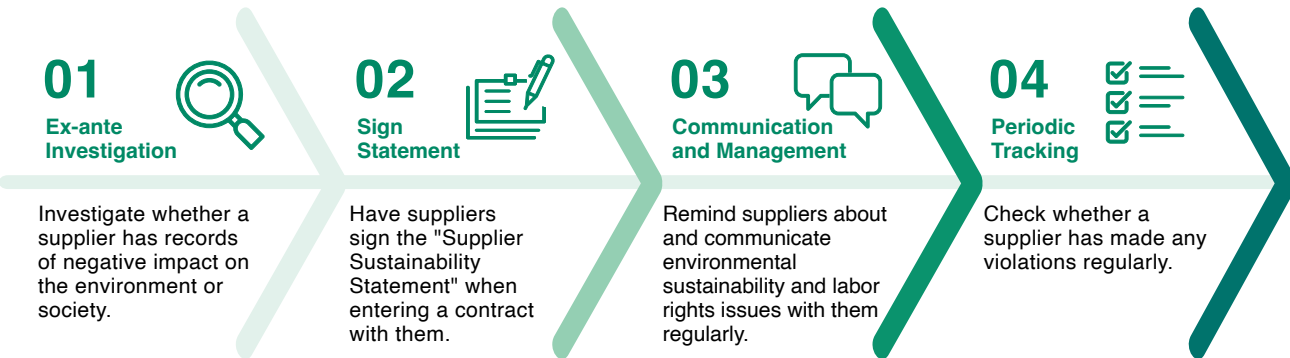 01
Ex-ante
Investigation
Investigate whether a
supplier has records
of negative impact on
the environment or
society.
02
Sign
Statement
Have suppliers
sign the "Supplier
Sustainability
Statement" when
entering a contract
with them.
03
Communication
and Management
Remind suppliers about
and communicate
environmental
sustainability and labor
rights issues with them
regularly.
04
Periodic
Tracking
Check whether a
supplier has made any
violations regularly.